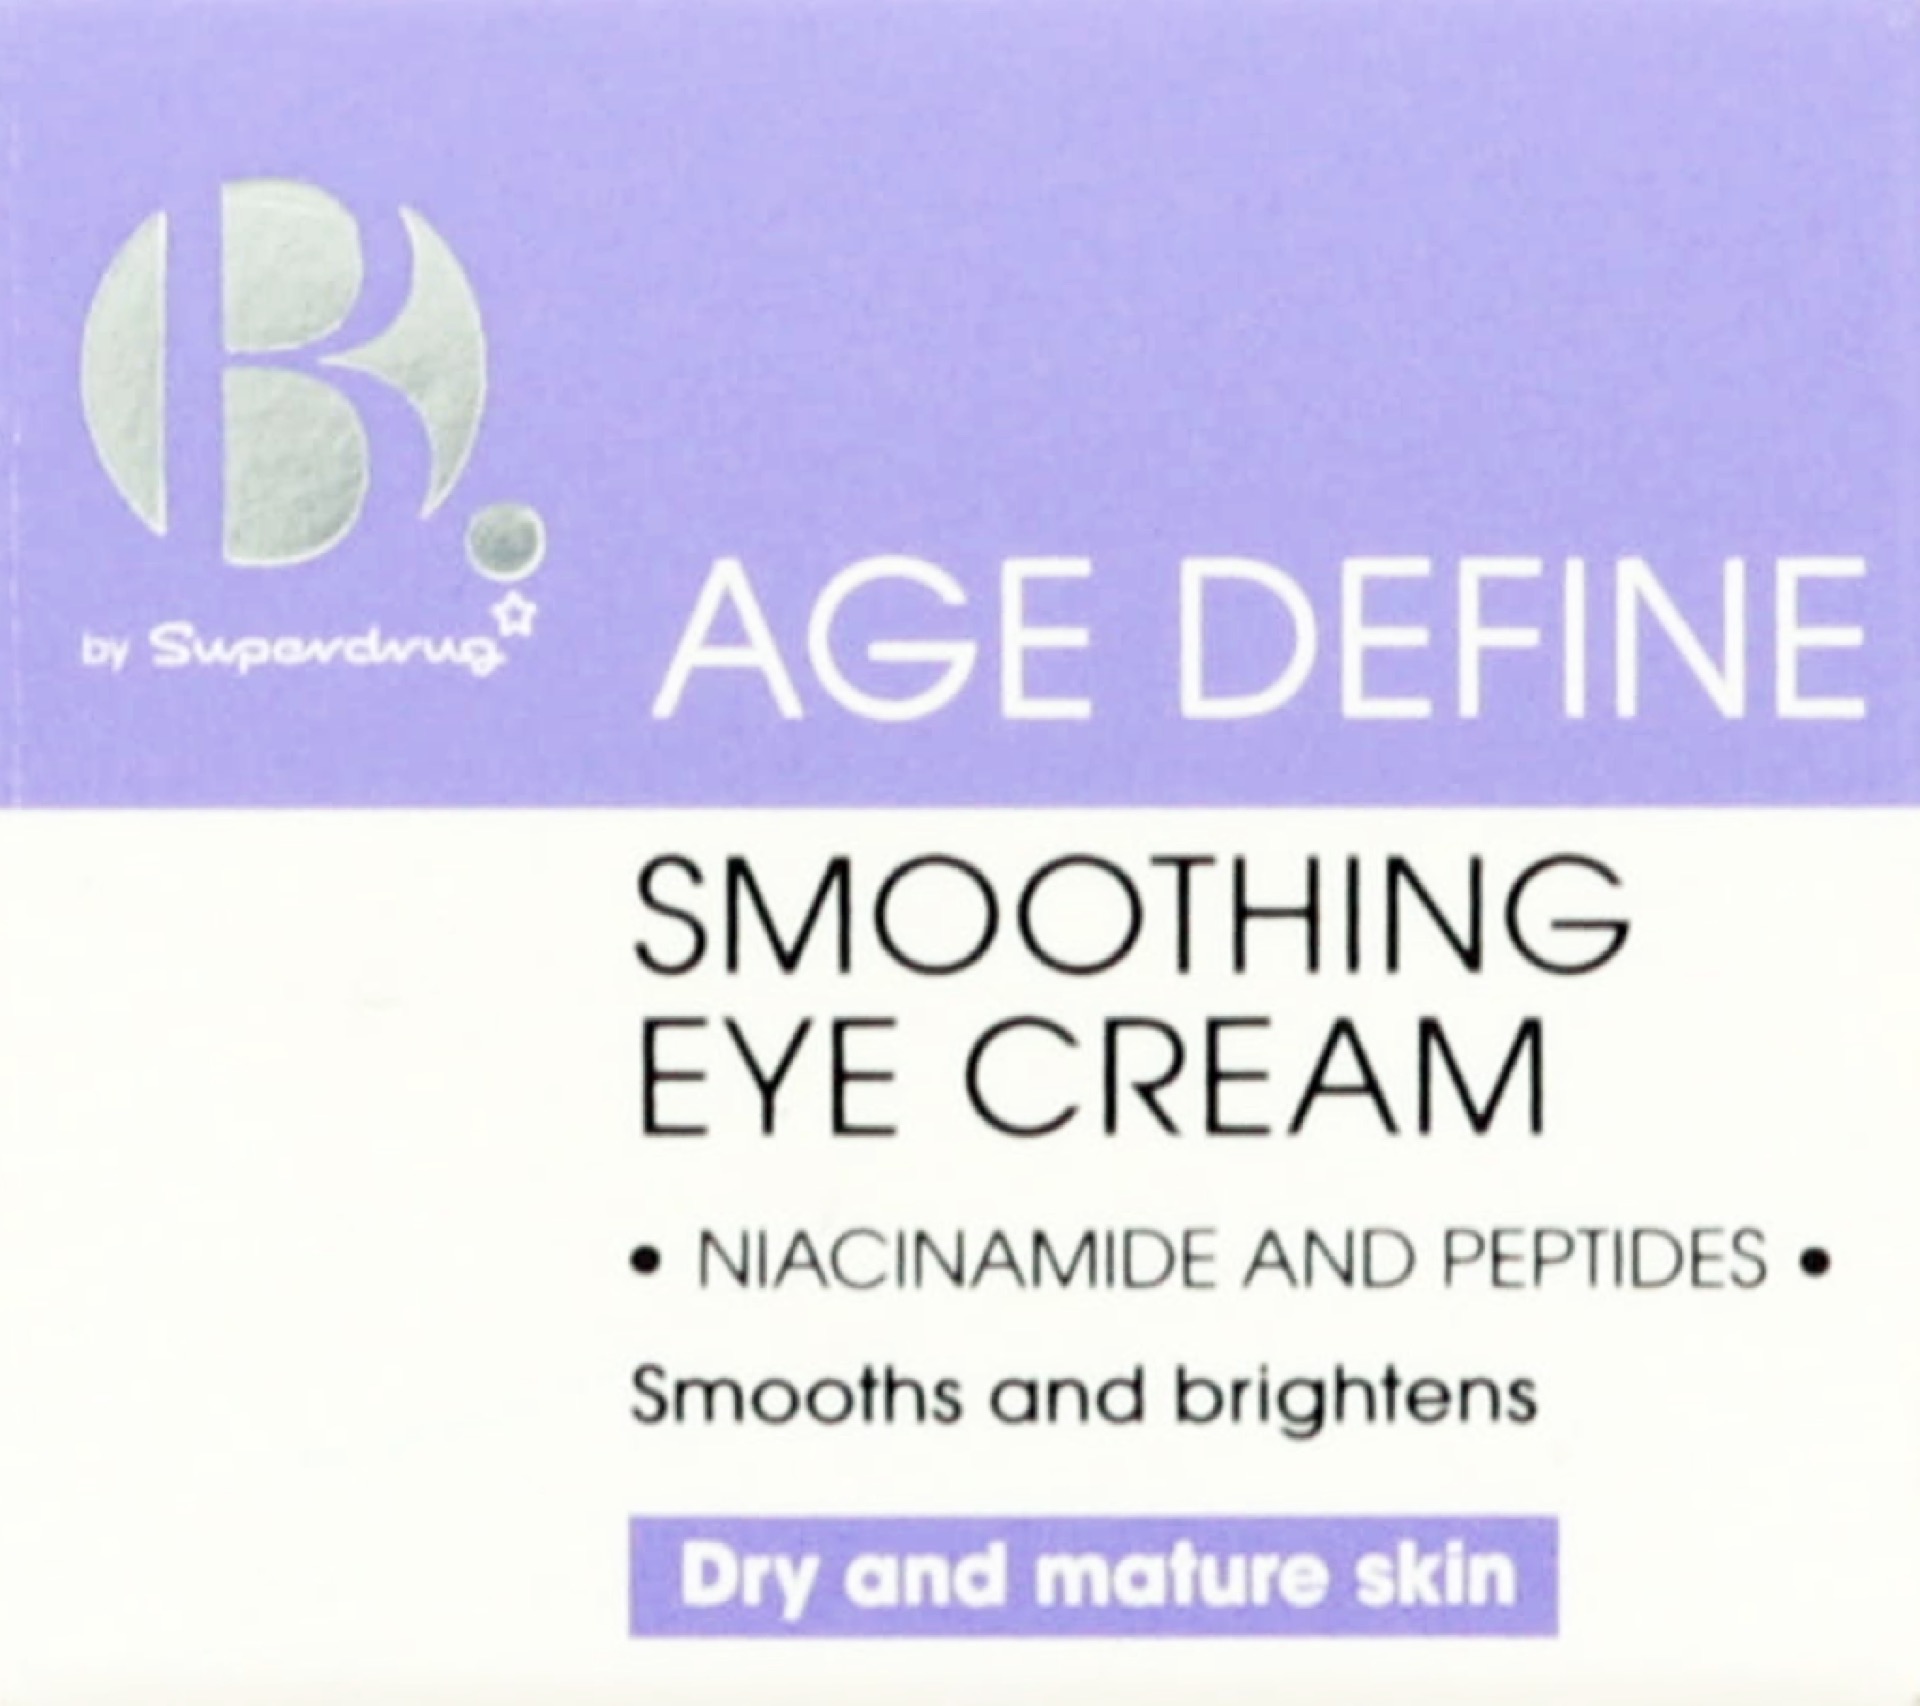 B.
by Superdrug
AGE DEFINE
SMOOTHING
EYE CREAM
• NIACINAMIDE AND PEPTIDES •
Smooths and brightens
Dry and mature skin